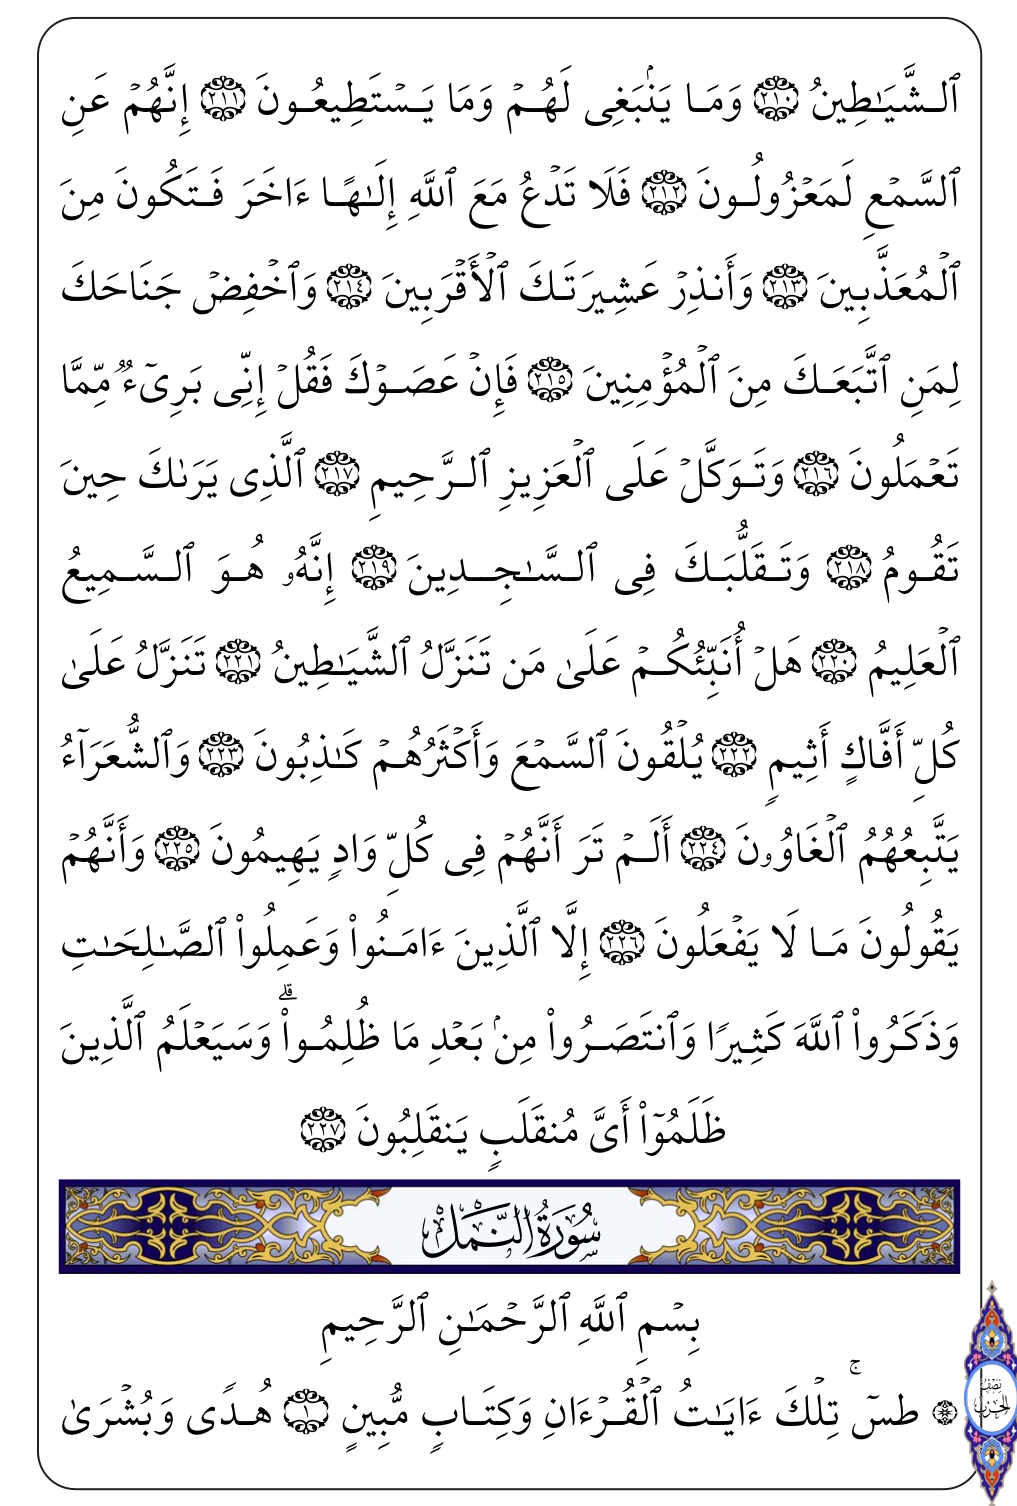 ٱلشَّيَـٰطِينُ ٢١٠ وَمَا يَنۢبَغِى لَهُمۡ وَمَا يَسۡتَطِيعُونَ ٢١١ إِنَّهُمۡ عَنِ
ٱلسَّمۡعِ لَمَعۡزُولُونَ ٢١٢ فَلَا تَدۡعُ مَعَ ٱللَّهِ إِلَـٰهًا ءَاخَرَ فَتَكُونَ مِنَ
ٱلۡمُعَذَّبِينَ ٢١٣ وَأَنذِرۡ عَشِيرَتَكَ ٱلۡأَقۡرَبِينَ ٢١٤ وَٱخۡفِضۡ جَنَاحَكَ
لِمَنِ ٱتَّبَعَكَ مِنَ ٱلۡمُؤۡمِنِينَ ٢١٥ فَإِنۡ عَصَوۡكَ فَقُلۡ إِنِّى بَرِىٓءٌ مِّمَّا
تَعۡمَلُونَ ٢١٦ وَتَوَكَّلۡ عَلَى ٱلۡعَزِيزِ ٱلرَّحِيمِ ٢١٧ ٱلَّذِى يَرَىٰكَ حِينَ
تَقُومُ ٢١٨ وَتَقَلُّبَكَ فِى ٱلسَّـٰجِدِينَ ٢١٩ إِنَّهُۥ هُوَ ٱلسَّمِيعُ
ٱلۡعَلِيمُ ٢٢٠ هَلۡ أُنَبِّئُكُمۡ عَلَىٰ مَن تَنَزَّلُ ٱلشَّيَـٰطِينُ ٢٢١ تَنَزَّلُ عَلَىٰ
كُلِّ أَفَّاكٍ أَثِيمٍ ٢٢٢ يُلۡقُونَ ٱلسَّمۡعَ وَأَكۡثَرُهُمۡ كَـٰذِبُونَ ٢٢٣ وَٱلشُّعَرَآءُ
يَتَّبِعُهُمُ ٱلۡغَاوُۥنَ ٢٢٤ أَلَمۡ تَرَ أَنَّهُمۡ فِى كُلِّ وَادٍ يَهِيمُونَ ٢٢٥ وَأَنَّهُمۡ
يَقُولُونَ مَا لَا يَفۡعَلُونَ ٢٢٦ إِلَّا ٱلَّذِينَ ءَامَنُوا۟ وَعَمِلُوا۟ ٱلصَّـٰلِحَـٰتِ
وَذَكَرُوا۟ ٱللَّهَ كَثِيرًا وَٱنتَصَرُوا۟ مِنۢ بَعۡدِ مَا ظُلِمُوا۟ۗ وَسَيَعۡلَمُ ٱلَّذِينَ
ظَلَمُوٓا۟ أَىَّ مُنقَلَبٍ يَنقَلِبُونَ ٢٢٧
سُورَةُ النَّمۡلِ
بِسۡمِ ٱللَّهِ ٱلرَّحۡمَـٰنِ ٱلرَّحِيمِ
۞ طسٓۚ تِلۡكَ ءَايَـٰتُ ٱلۡقُرۡءَانِ وَكِتَابٍ مُّبِينٍ ١ هُدًى وَبُشۡرَىٰ
نِصۡفُ
الۡحِزۡبِ